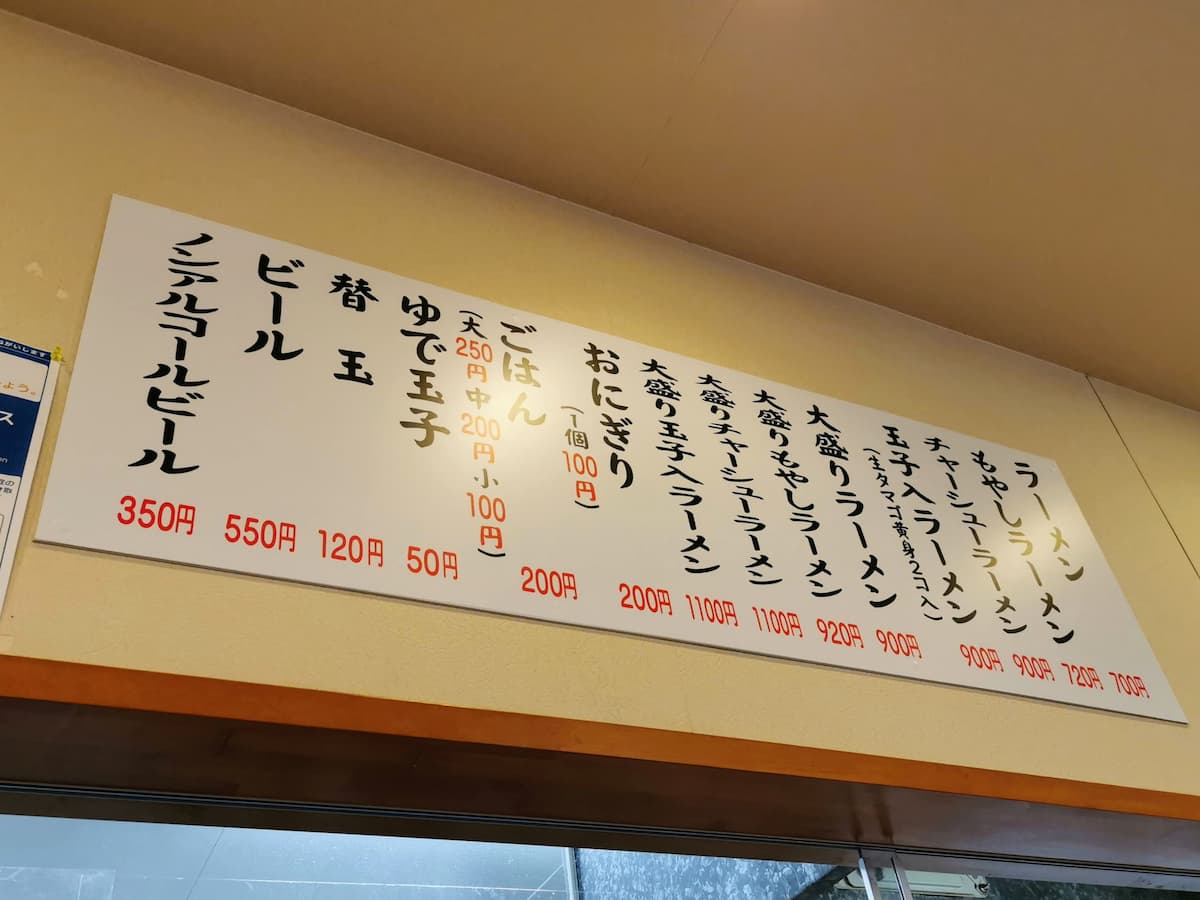 ラーメン 700円
もやしラーメン 720円
チャーシューラーメン 900円
玉子入ラーメン 900円
(生タマゴ黄身2コ入)
大盛りラーメン 900円
大盛りもやしラーメン 920円
大盛りチャーシューラーメン 1100円
大盛り玉子入ラーメン 1100円
おにぎり 200円
(1個100円)
ごはん 200円
(大250円中200円小100円)
ゆで玉子 50円
替玉 120円
ビール 550円
ノンアルコールビール 350円